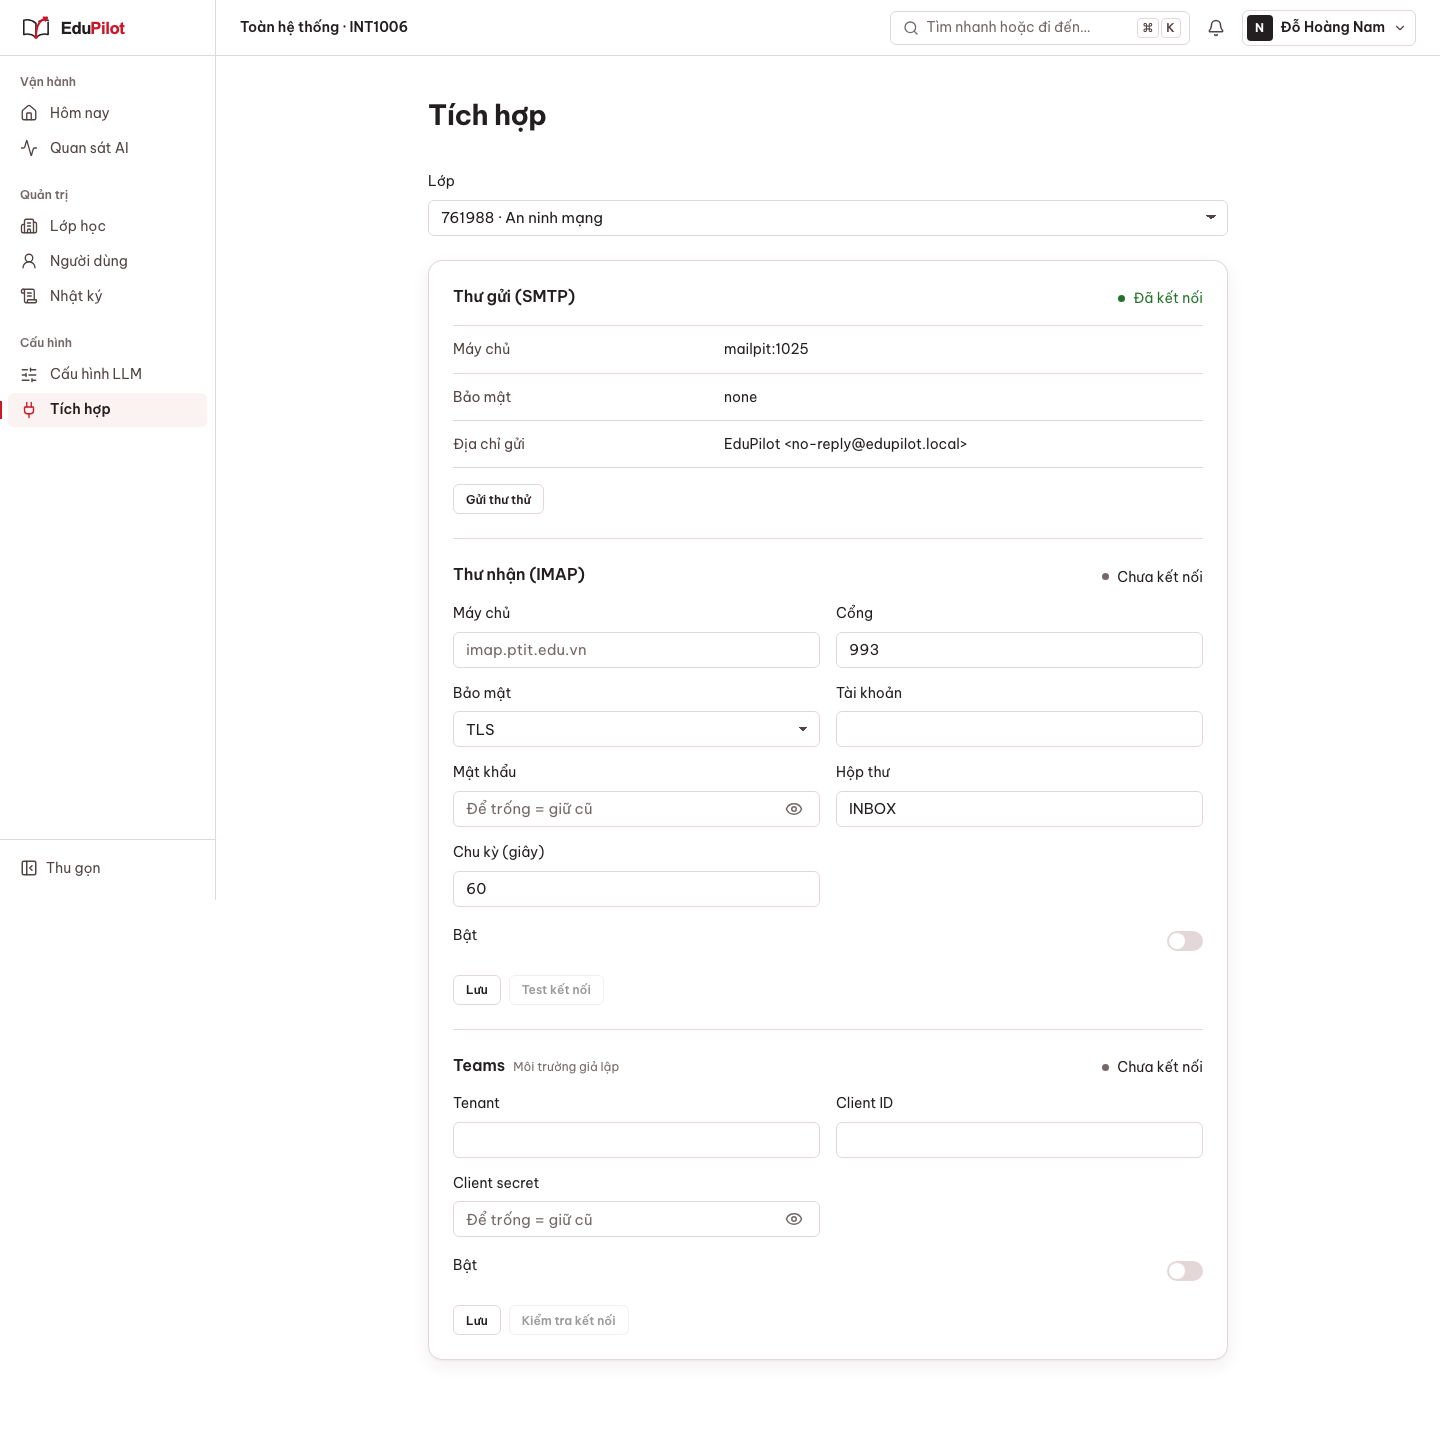 EduPilot
Toàn hệ thống · INT1006
Tìm nhanh hoặc đi đến...
⌘ K
N
Đỗ Hoàng Nam
Vận hành
Hôm nay
Quan sát AI
Quản trị
Lớp học
Người dùng
Nhật ký
Cấu hình
Cấu hình LLM
Tích hợp
Thu gọn
Tích hợp
Lớp
761988 · An ninh mạng
Thư gửi (SMTP)
Đã kết nối
Máy chủ
mailpit:1025
Bảo mật
none
Địa chỉ gửi
EduPilot <no-reply@edupilot.local>
Gửi thư thử
Thư nhận (IMAP)
Chưa kết nối
Máy chủ
Cổng
imap.ptit.edu.vn
993
Bảo mật
Tài khoản
TLS
Mật khẩu
Hộp thư
Để trống = giữ cũ
INBOX
Chu kỳ (giây)
60
Bật
Lưu
Test kết nối
Teams Môi trường giả lập
Chưa kết nối
Tenant
Client ID
Client secret
Để trống = giữ cũ
Bật
Lưu
Kiểm tra kết nối